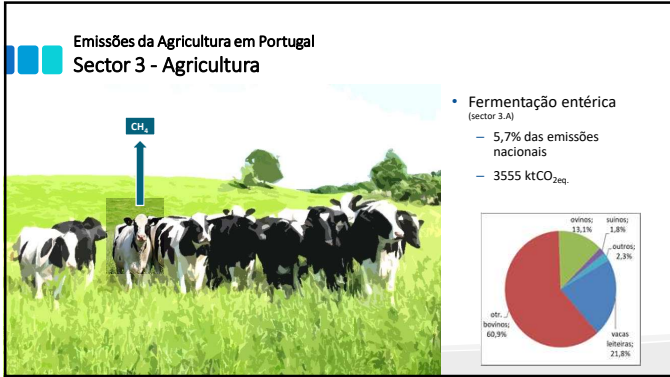 Emissões da Agricultura em Portugal
Sector 3 - Agricultura
CH4
• Fermentação entérica
(sector 3.A)
– 5,7% das emissões
nacionais
– 3555 ktCO2eq.
ovinos;
13,1%
suinos;
1,8%
outros;
2,3%
otr.
bovinos;
60,9%
vacas
leiteiras;
21,8%